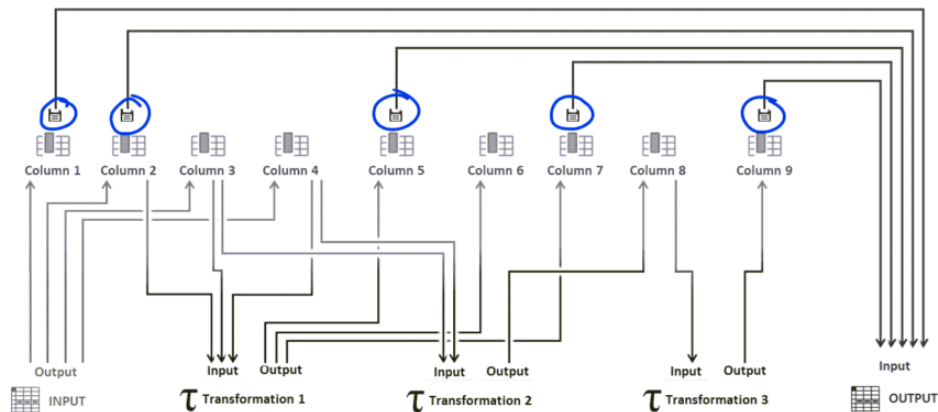 Column 1 Column 2 Column 3 Column 4 Column 5 Column 6 Column 7 Column 8 Column 9
Output Input Output Input Output Input Output Input
INPUT τ Transformation 1 τ Transformation 2 τ Transformation 3 OUTPUT